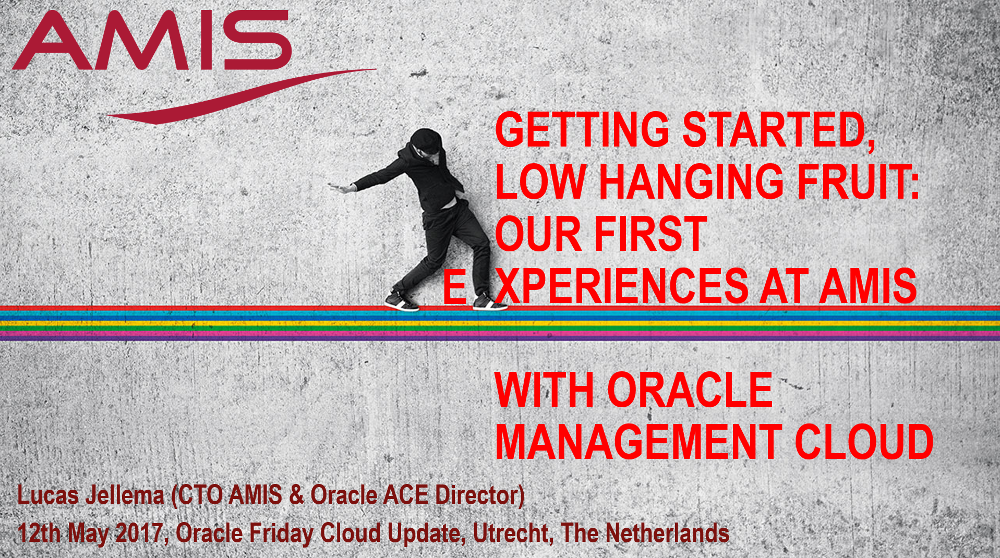 AMIS
GETTING STARTED,
LOW HANGING FRUIT:
OUR FIRST
E XPERIENCES AT AMIS
WITH ORACLE
MANAGEMENT CLOUD
Lucas Jellema (CTO AMIS & Oracle ACE Director)
12th May 2017, Oracle Friday Cloud Update, Utrecht, The Netherlands